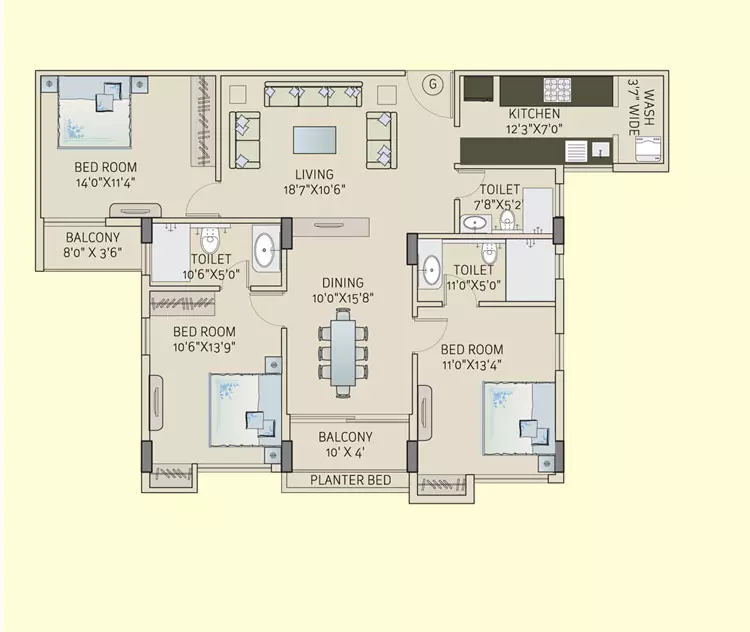 G
KITCHEN
12'3"X7'0"
WASH
3'7" WIDE
BED ROOM
14'0"X11'4"
LIVING
18'7"X10'6"
TOILET
7'8"X5'2'
BALCONY
8'0" X 3'6"
TOILET
10'6"X5'0"
TOILET
11'0"X5'0"
DINING
10'0"X15'8"
BED ROOM
10'6"X13'9"
BED ROOM
11'0"X13'4"
BALCONY
10' X 4'
PLANTER BED